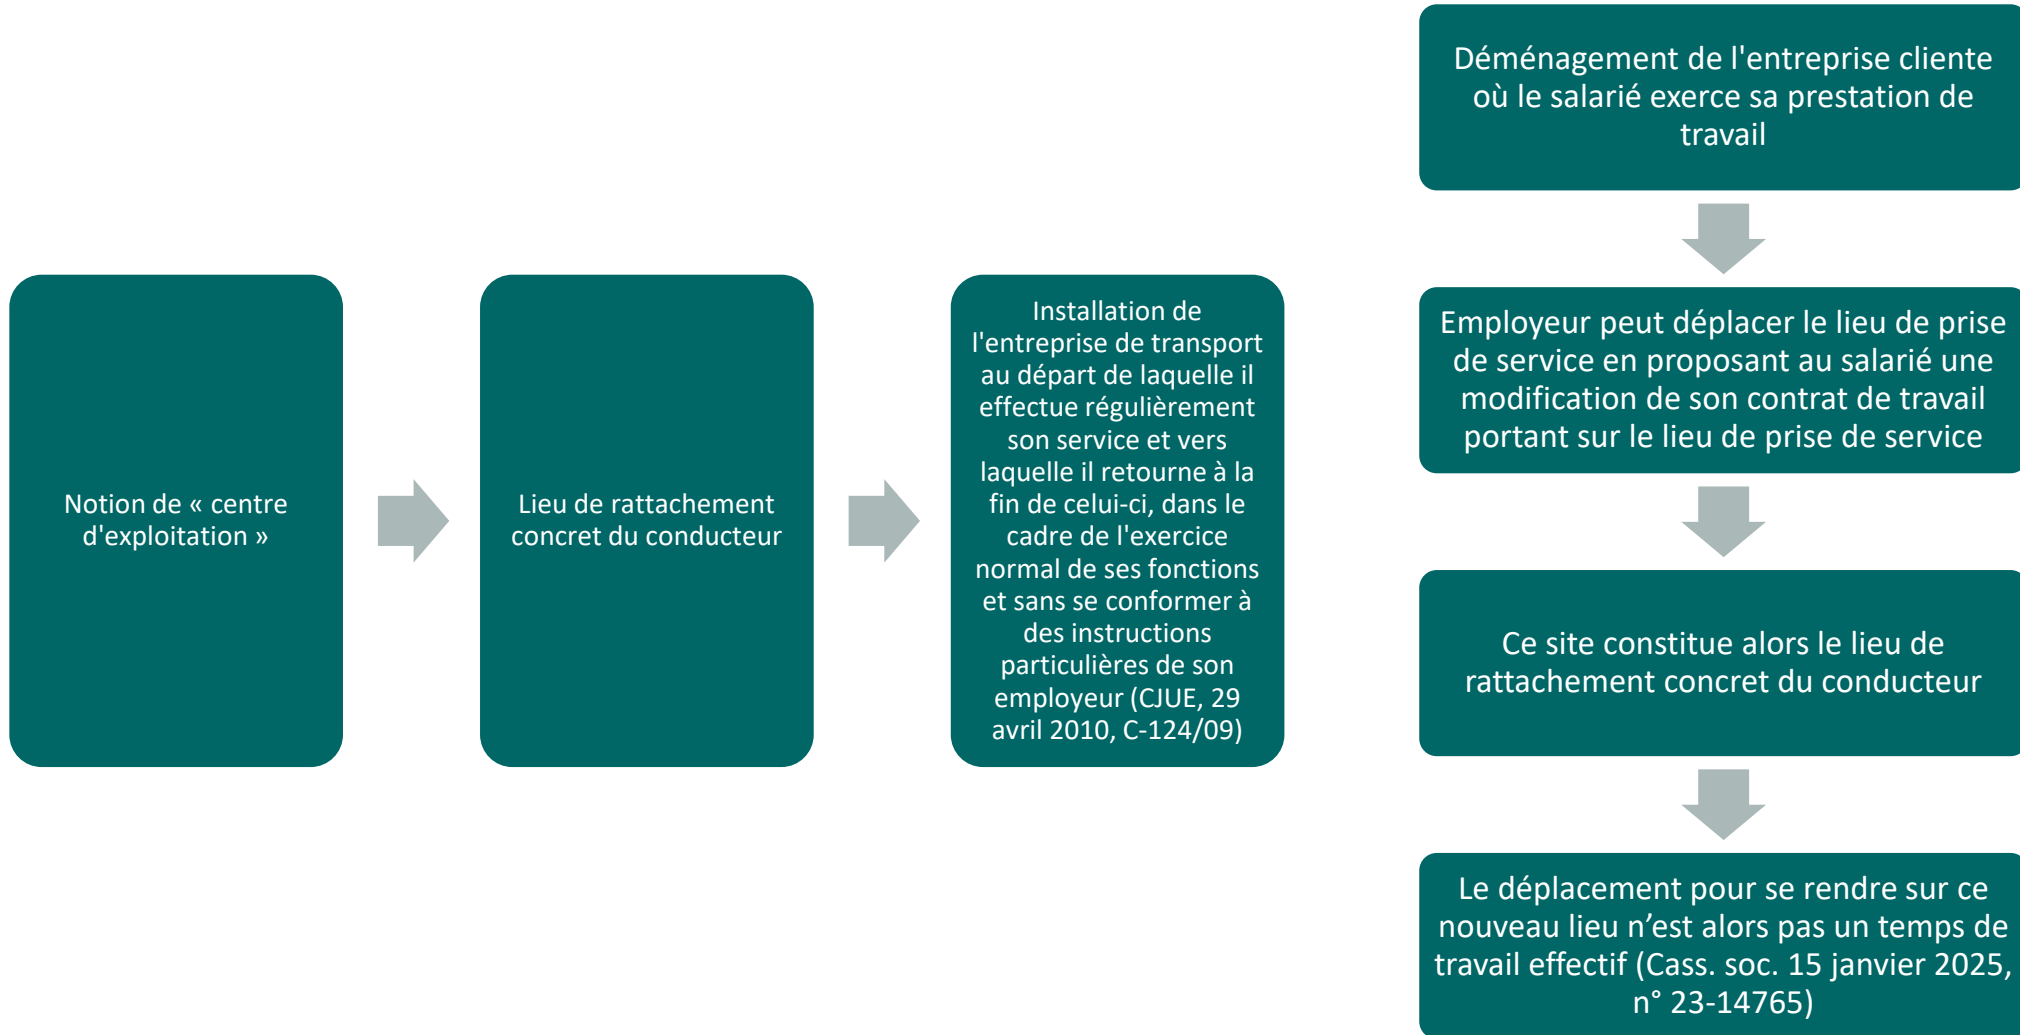 Notion de « centre
d'exploitation »
Lieu de rattachement
concret du conducteur
Installation de
l'entreprise de transport
au départ de laquelle il
effectue régulièrement
son service et vers
laquelle il retourne à la
fin de celui-ci, dans le
cadre de l'exercice
normal de ses fonctions
et sans se conformer à
des instructions
particulières de son
employeur (CJUE, 29
avril 2010, C-124/09)
Déménagement de l'entreprise cliente
où le salarié exerce sa prestation de
travail
Employeur peut déplacer le lieu de prise
de service en proposant au salarié une
modification de son contrat de travail
portant sur le lieu de prise de service
Ce site constitue alors le lieu de
rattachement concret du conducteur
Le déplacement pour se rendre sur ce
nouveau lieu n’est alors pas un temps de
travail effectif (Cass. soc. 15 janvier 2025,
n° 23-14765)